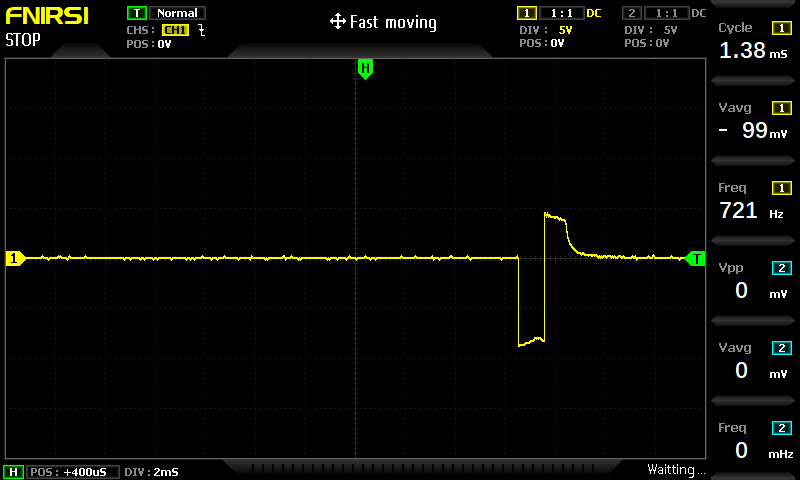 FNIRSI
STOP
T Normal
CHS: CH1
POS: 0V
Fast moving
1 1:1 DC
DIV: 5V
POS: 0V
2 1:1 DC
DIV: 5V
POS: 0V
H
1
T
Cycle 1
1.38 mS
Vavg 1
- 99 mV
Freq 1
721 Hz
Vpp 2
0 mV
Vavg 2
0 mV
Freq 2
0 mHz
H POS: +400uS DIV: 2mS
Waitting...